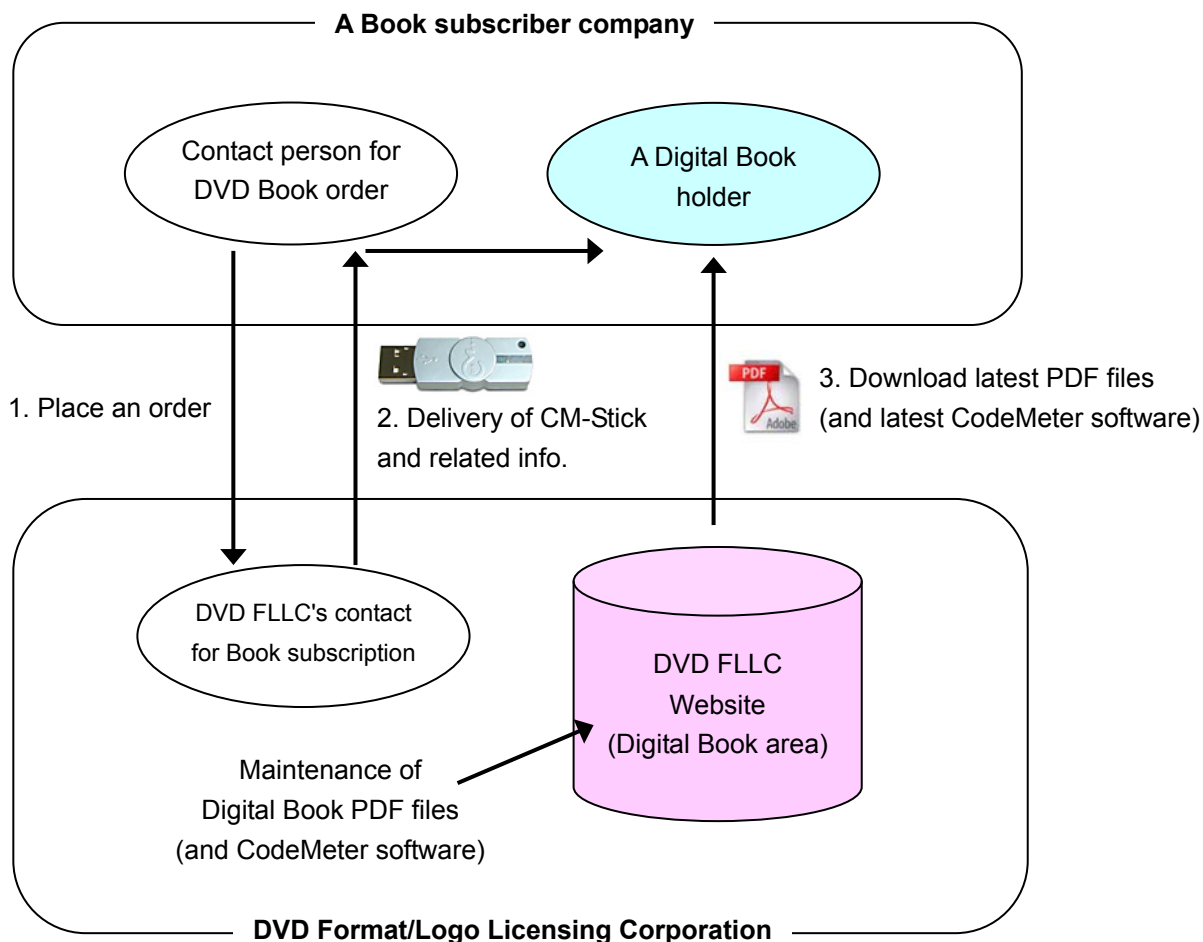 A Book subscriber company
Contact person for
DVD Book order
A Digital Book
holder
1. Place an order
2. Delivery of CM-Stick
and related info.
PDF
Adobe
3. Download latest PDF files
(and latest CodeMeter software)
DVD FLLC's contact
for Book subscription
DVD FLLC
Website
(Digital Book area)
Maintenance of
Digital Book PDF files
(and CodeMeter software)
DVD Format/Logo Licensing Corporation